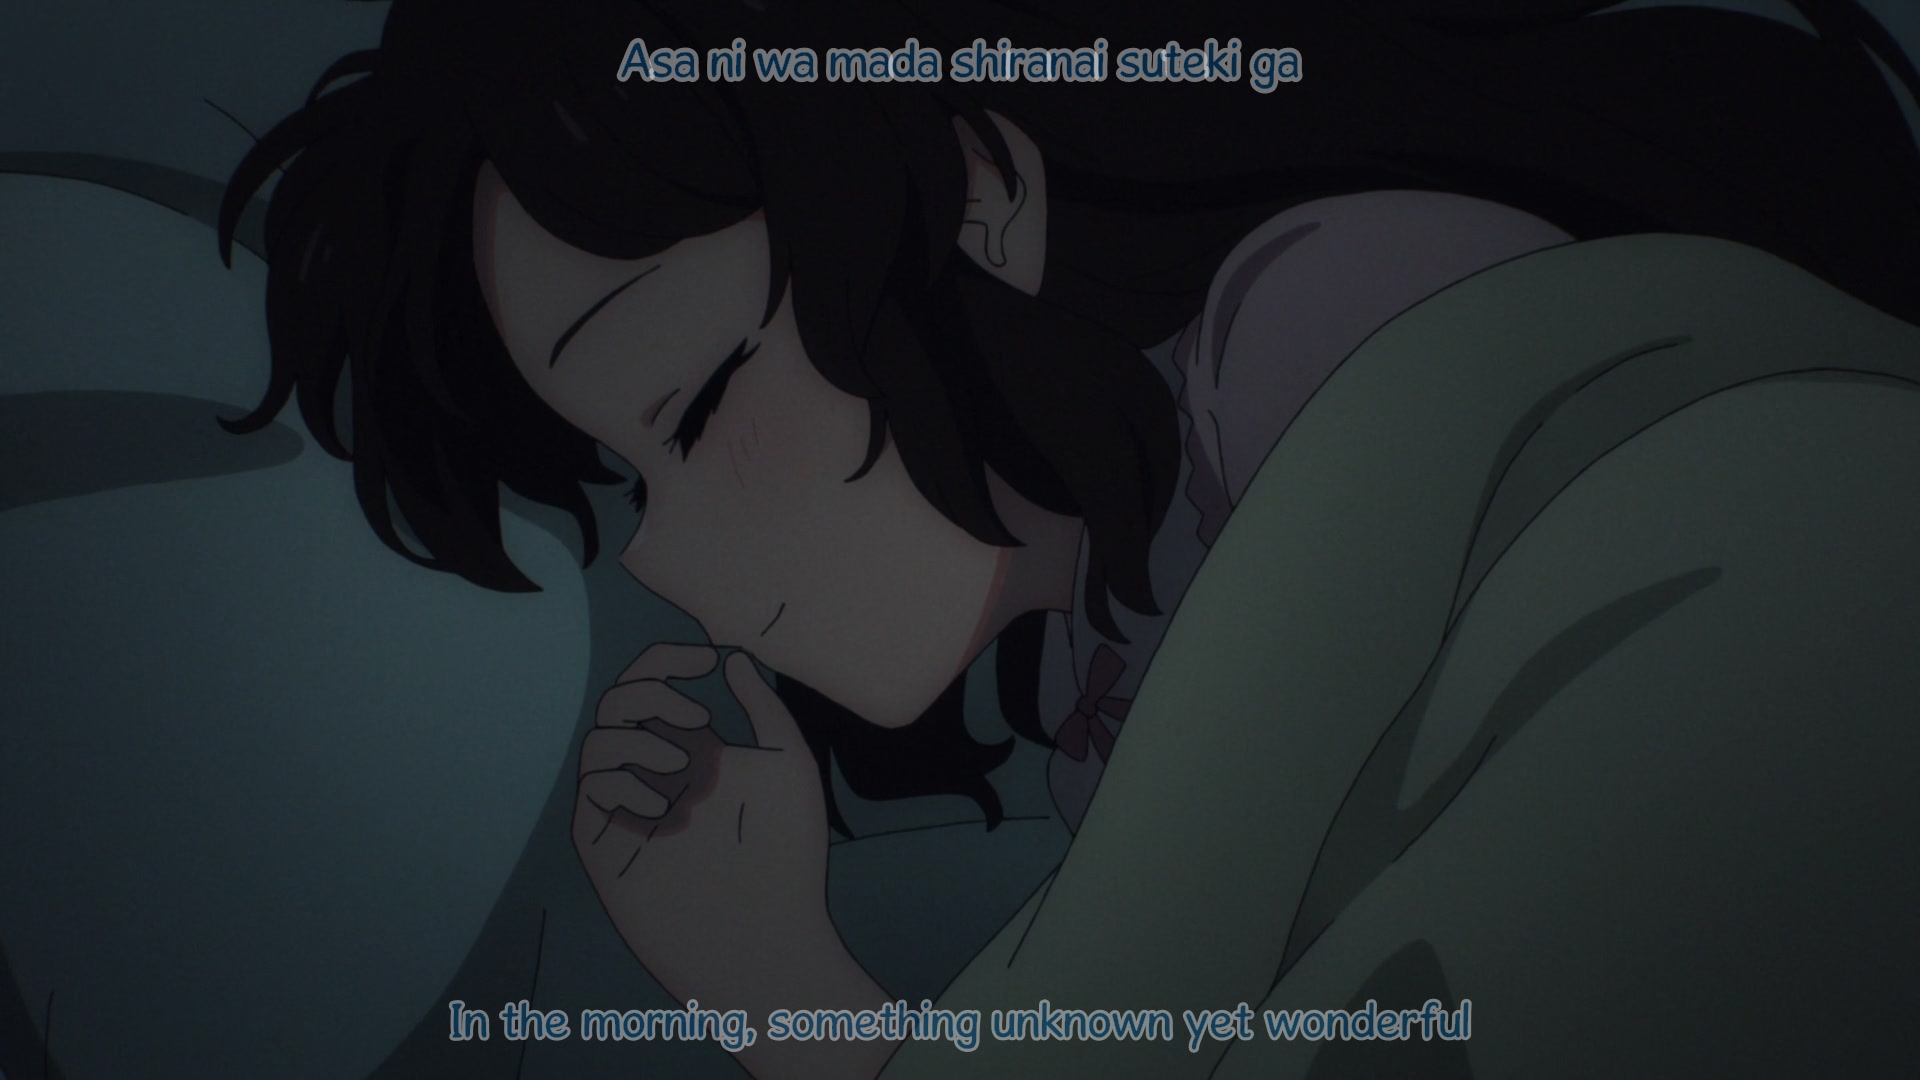 Asa ni wa mada shiranai suteki ga
In the morning, something unknown yet wonderful